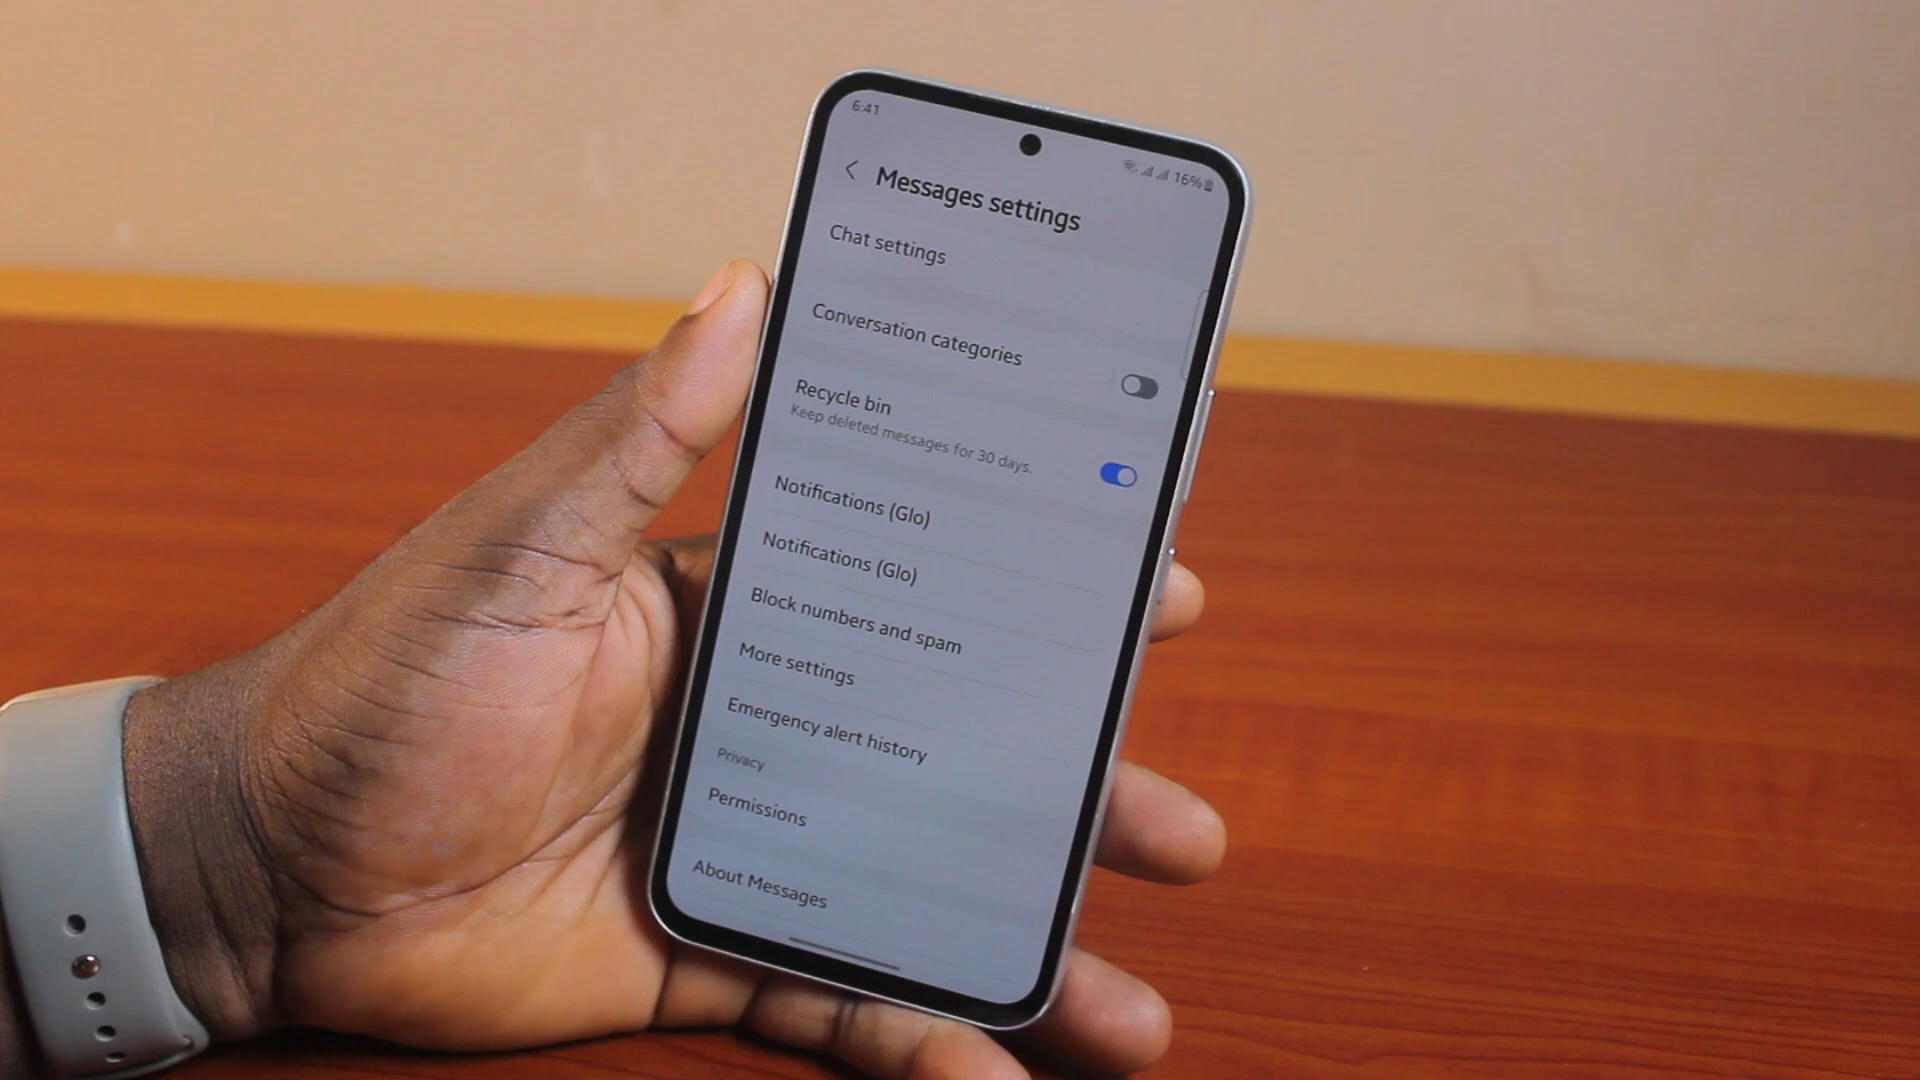 6:41
16%
Messages settings
Chat settings
Conversation categories
Recycle bin
Keep deleted messages for 30 days.
Notifications (Glo)
Notifications (Glo)
Block numbers and spam
More settings
Emergency alert history
Privacy
Permissions
About Messages